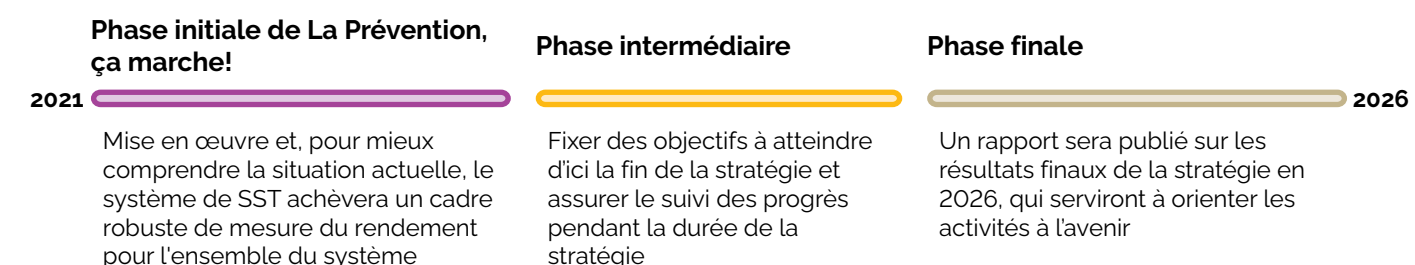 Phase initiale de La Prévention,
ça marche!
Phase intermédiaire
Phase finale
2021
2026
Mise en œuvre et, pour mieux
comprendre la situation actuelle, le
système de SST achèvera un cadre
robuste de mesure du rendement
pour l'ensemble du système
Fixer des objectifs à atteindre
d’ici la fin de la stratégie et
assurer le suivi des progrès
pendant la durée de la
stratégie
Un rapport sera publié sur les
résultats finaux de la stratégie en
2026, qui serviront à orienter les
activités à l’avenir